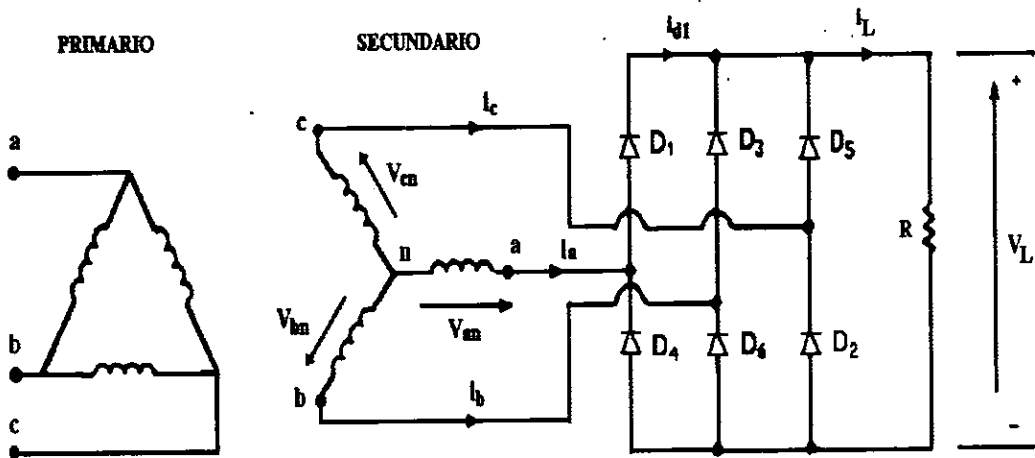 PRIMARIO
SECUNDARIO
i_d1
i_L
a
b
c
c
i_c
V_cn
n
a
I_a
V_an
V_bn
b
i_b
D_1
D_3
D_5
D_4
D_6
D_2
R
+
V_L
-